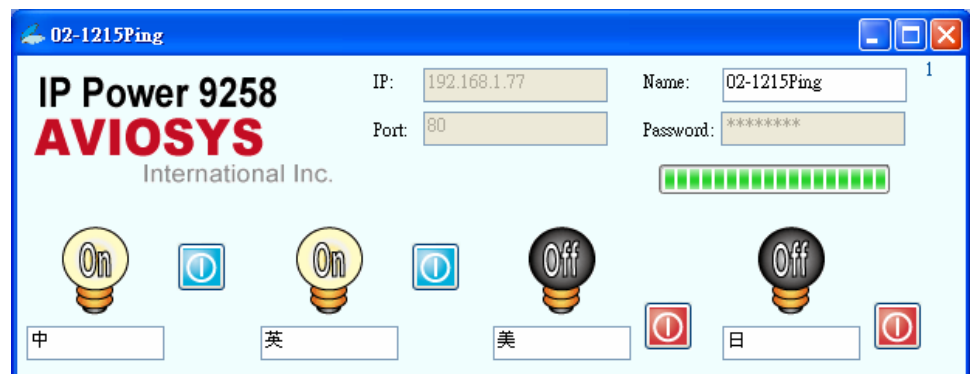 02-1215Ping
IP Power 9258
AVIOSYS
International Inc.
IP: 192.168.1.77
Name: 02-1215Ping
1
Port: 80
Password: ********
On
On
Off
Off
中
英
美
日